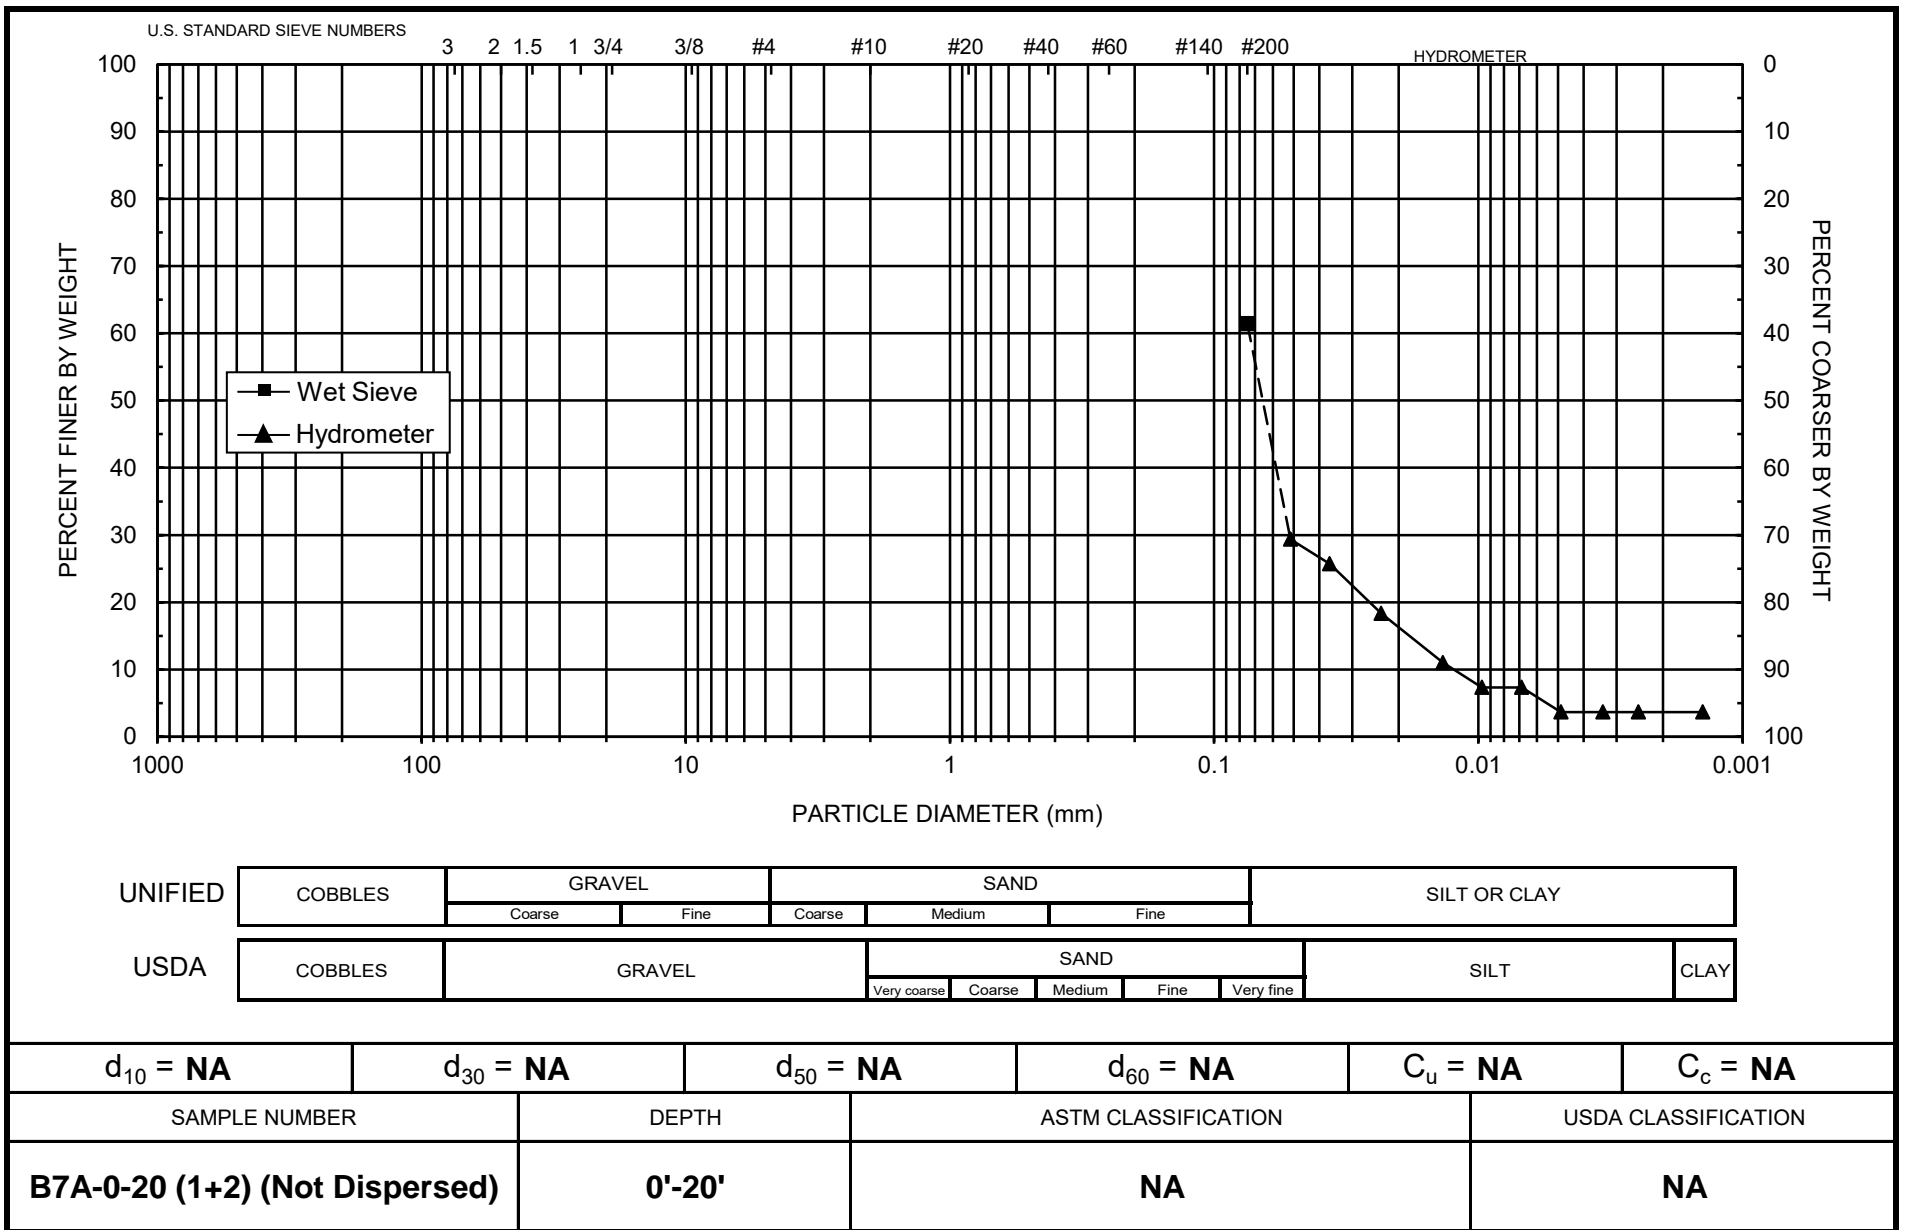 U.S. STANDARD SIEVE NUMBERS
3 2 1.5 1 3/4 3/8 #4 #10 #20 #40 #60 #140 #200
HYDROMETER
100 0
90 10
80 20
70 30
60 40
50 50
40 60
30 70
20 80
10 90
0 100
PERCENT FINER BY WEIGHT
PERCENT COARSER BY WEIGHT
Wet Sieve
Hydrometer
1000 100 10 1 0.1 0.01 0.001
PARTICLE DIAMETER (mm)
UNIFIED COBBLES GRAVEL SAND SILT OR CLAY
Coarse Fine Coarse Medium Fine
USDA COBBLES GRAVEL SAND SILT CLAY
Very coarse Coarse Medium Fine Very fine
d10 = NA d30 = NA d50 = NA d60 = NA Cu = NA Cc = NA
SAMPLE NUMBER DEPTH ASTM CLASSIFICATION USDA CLASSIFICATION
B7A-0-20 (1+2) (Not Dispersed) 0'-20' NA NA